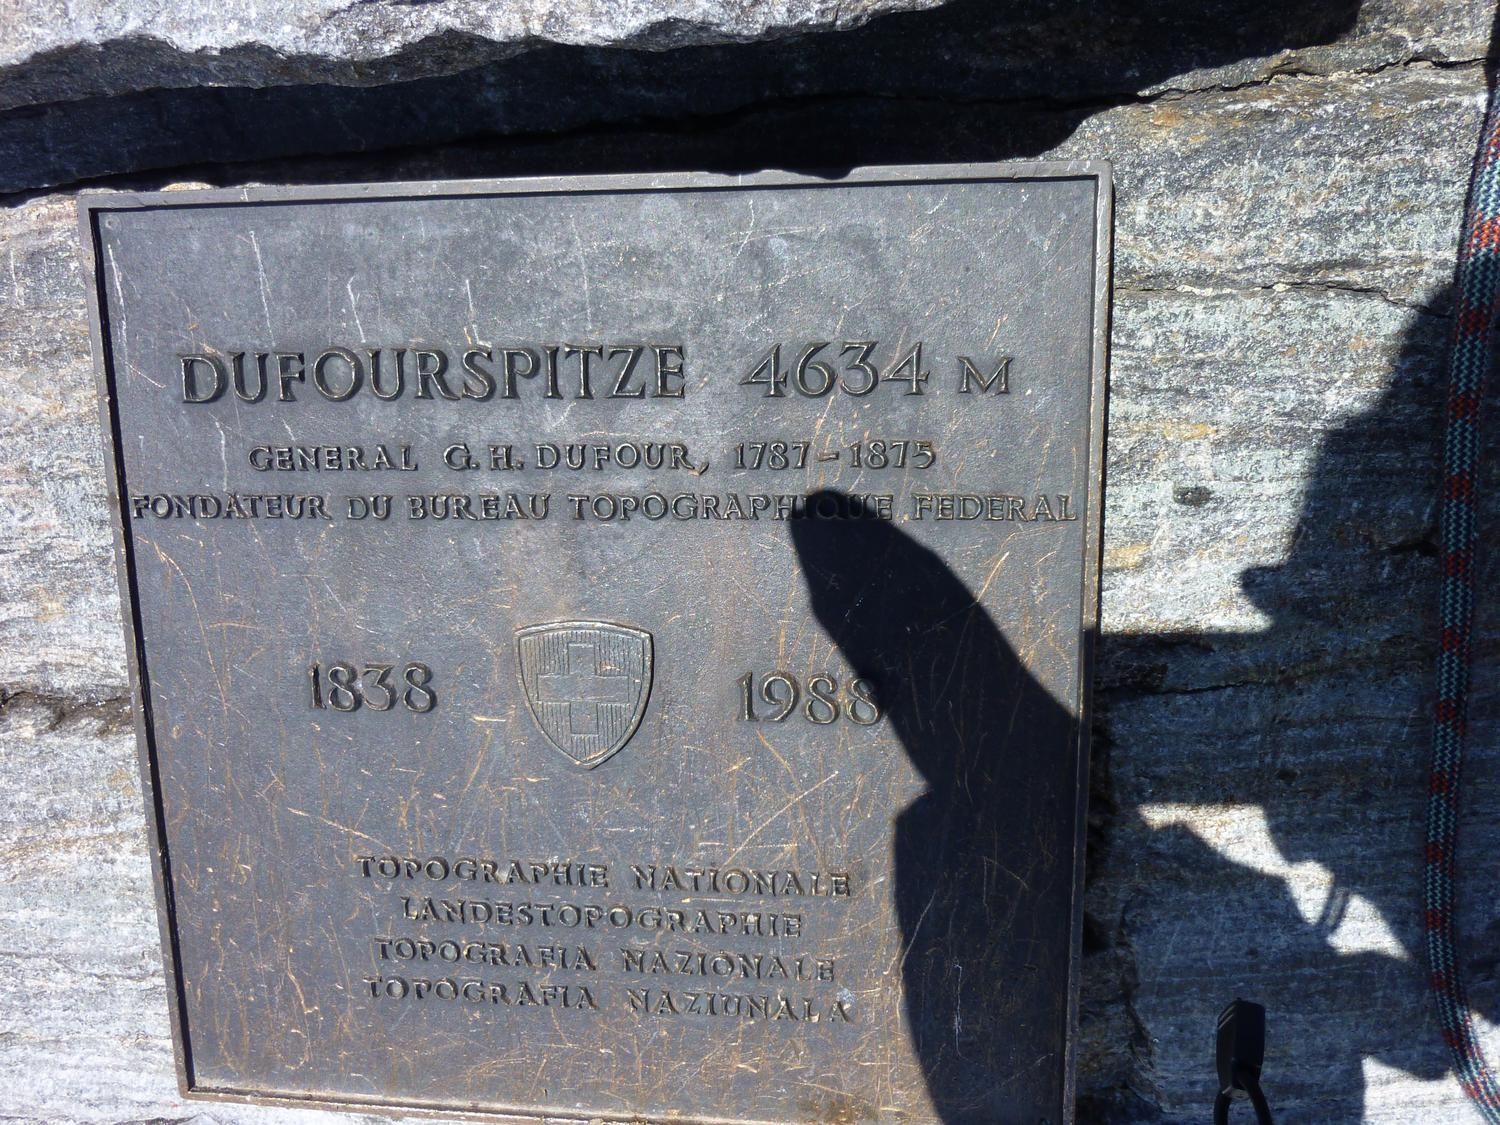 DUFOURSPITZE 4634 M
GENERAL G.H. DUFOUR, 1787-1875
FONDATEUR DU BUREAU TOPOGRAPHIQUE FEDERAL
1838 1988
TOPOGRAPHIE NATIONALE
LANDESTOPOGRAPHIE
TOPOGRAFIA NAZIONALE
TOPOGRAFIA NAZIUNALA